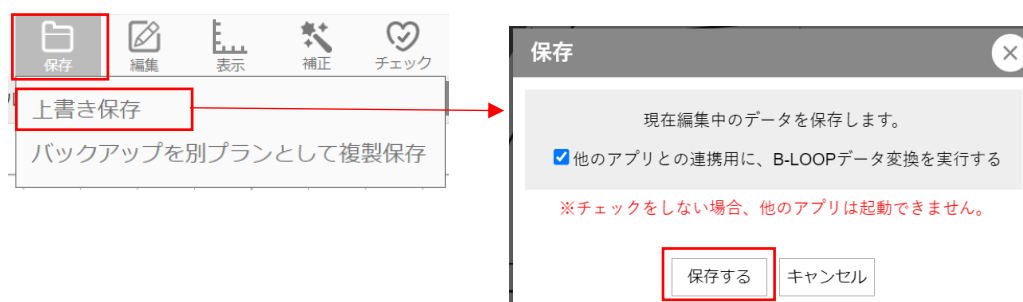 保存 編集 表示 補正 チェック
上書き保存
バックアップを別プランとして複製保存
保存
現在編集中のデータを保存します。
他のアプリとの連携用に、B-LOOPデータ変換を実行する
※チェックをしない場合、他のアプリは起動できません。
保存する キャンセル